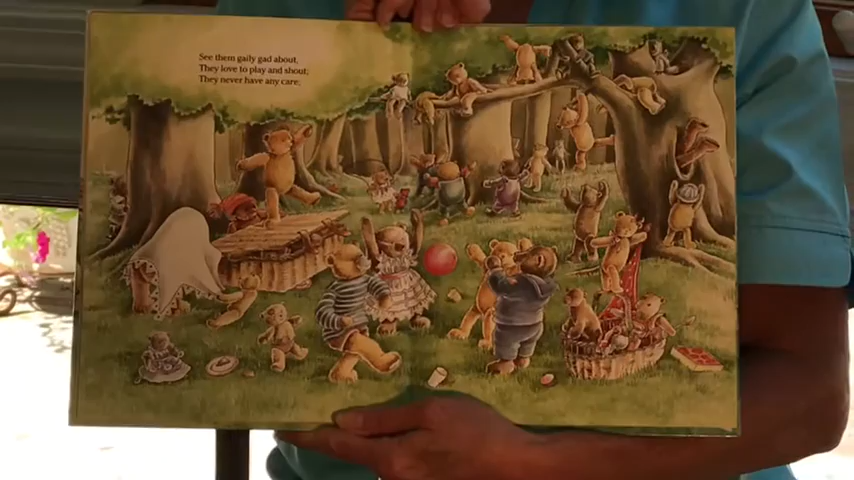 See them gaily gad about,
They love to play and shout;
They never have any care;